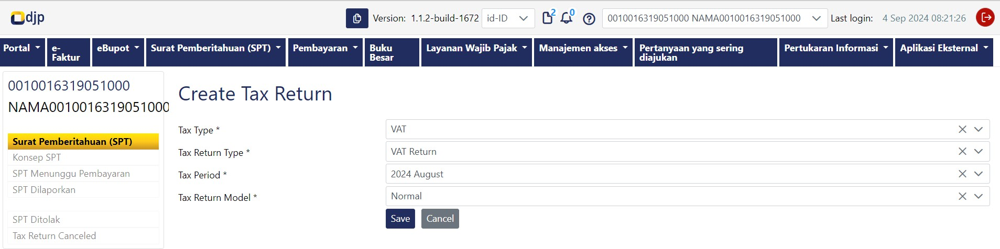 djp
Version: 1.1.2-build-1672 id-ID 2 0 0010016319051000 NAMA0010016319051000 Last login: 4 Sep 2024 08:21:26
Portal e-Faktur eBupot Surat Pemberitahuan (SPT) Pembayaran Buku Besar Layanan Wajib Pajak Manajemen akses Pertanyaan yang sering diajukan Pertukaran Informasi Aplikasi Eksternal
0010016319051000
NAMA0010016319051000
Surat Pemberitahuan (SPT)
Konsep SPT
SPT Menunggu Pembayaran
SPT Dilaporkan
SPT Ditolak
Tax Return Canceled
Create Tax Return
Tax Type * VAT
Tax Return Type * VAT Return
Tax Period * 2024 August
Tax Return Model * Normal
Save Cancel